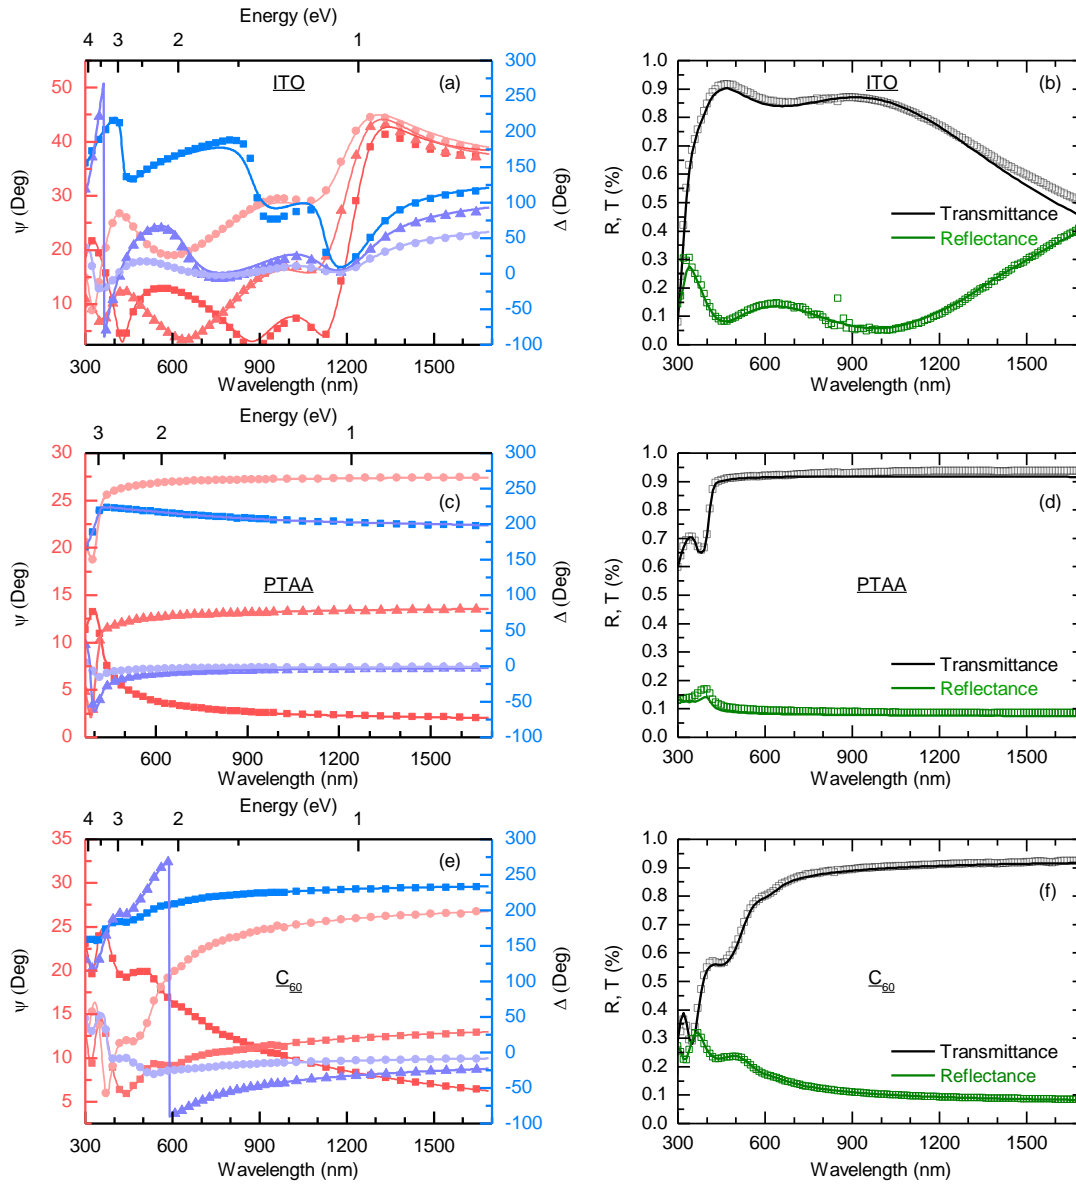 Energy (eV)
4 3 2 1
ITO
(a)
50
40
30
20
10
ψ (Deg)
300
250
200
150
100
50
0
-50
-100
Δ (Deg)
300 600 900 1200 1500
Wavelength (nm)
1.0
0.9
0.8
0.7
0.6
0.5
0.4
0.3
0.2
0.1
0.0
R, T (%)
ITO
(b)
Transmittance
Reflectance
300 600 900 1200 1500
Wavelength (nm)
Energy (eV)
3 2 1
30
25
20
15
10
5
0
ψ (Deg)
(c)
PTAA
300
250
200
150
100
50
0
-50
-100
Δ (Deg)
600 900 1200 1500
Wavelength (nm)
1.0
0.9
0.8
0.7
0.6
0.5
0.4
0.3
0.2
0.1
0.0
R, T (%)
(d)
PTAA
Transmittance
Reflectance
300 600 900 1200 1500
Wavelength (nm)
Energy (eV)
4 3 2 1
35
30
25
20
15
10
5
ψ (Deg)
(e)
C60
300
250
200
150
100
50
0
-50
-100
Δ (Deg)
300 600 900 1200 1500
Wavelength (nm)
1.0
0.9
0.8
0.7
0.6
0.5
0.4
0.3
0.2
0.1
0.0
R, T (%)
(f)
C60
Transmittance
Reflectance
300 600 900 1200 1500
Wavelength (nm)